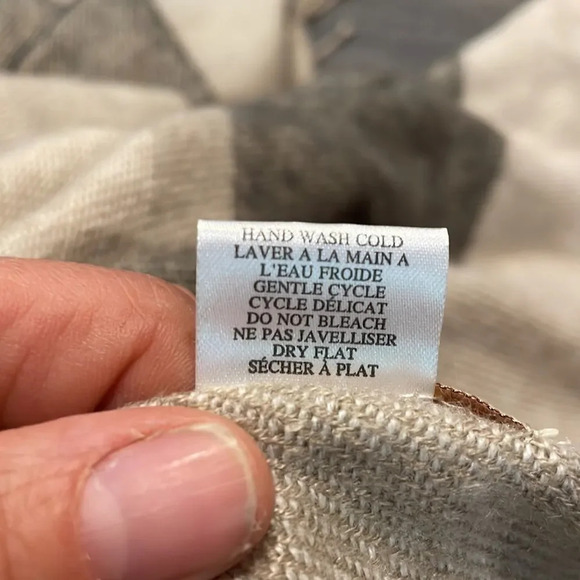 HAND WASH COLD
LAVER A LA MAIN A
L'EAU FROIDE
GENTLE CYCLE
CYCLE DÉLICAT
DO NOT BLEACH
NE PAS JAVELLISER
DRY FLAT
SÉCHER À PLAT